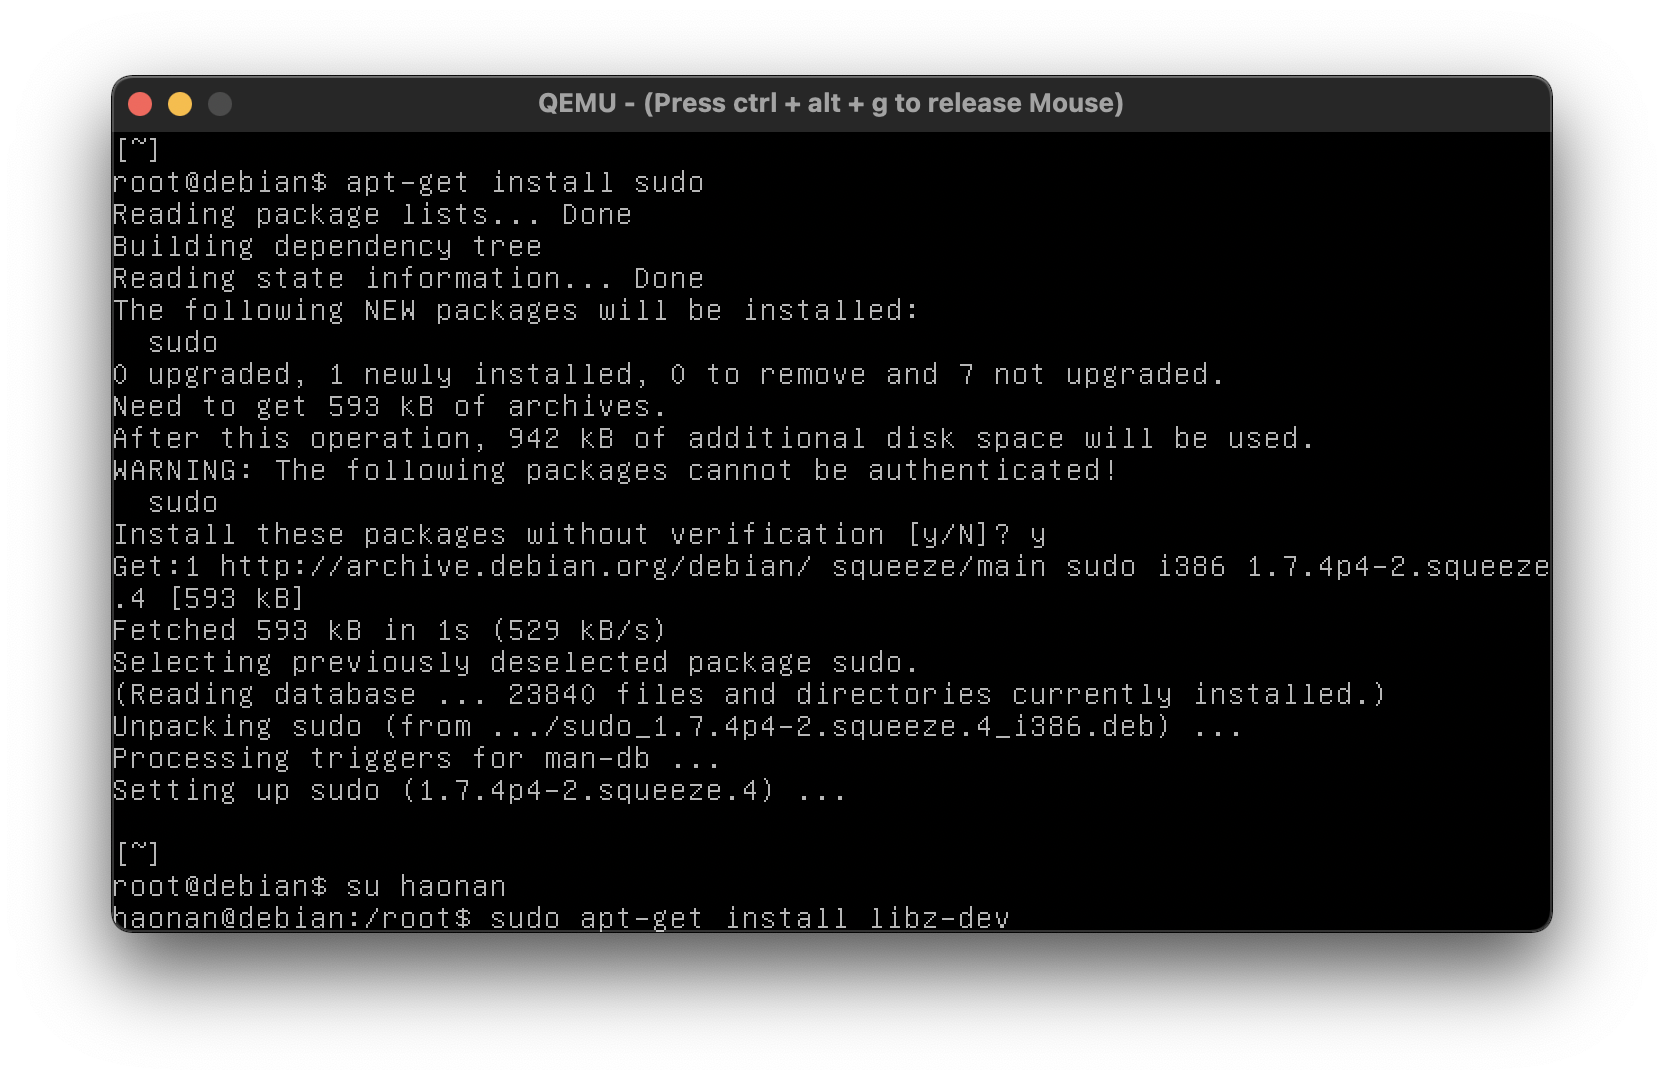 QEMU - (Press ctrl + alt + g to release Mouse)
[~]
root@debian$ apt-get install sudo
Reading package lists... Done
Building dependency tree
Reading state information... Done
The following NEW packages will be installed:
  sudo
0 upgraded, 1 newly installed, 0 to remove and 7 not upgraded.
Need to get 593 kB of archives.
After this operation, 942 kB of additional disk space will be used.
WARNING: The following packages cannot be authenticated!
  sudo
Install these packages without verification [y/N]? y
Get:1 http://archive.debian.org/debian/ squeeze/main sudo i386 1.7.4p4-2.squeeze
.4 [593 kB]
Fetched 593 kB in 1s (529 kB/s)
Selecting previously deselected package sudo.
(Reading database ... 23840 files and directories currently installed.)
Unpacking sudo (from .../sudo_1.7.4p4-2.squeeze.4_i386.deb) ...
Processing triggers for man-db ...
Setting up sudo (1.7.4p4-2.squeeze.4) ...
[~]
root@debian$ su haonan
haonan@debian:/root$ sudo apt-get install libz-dev